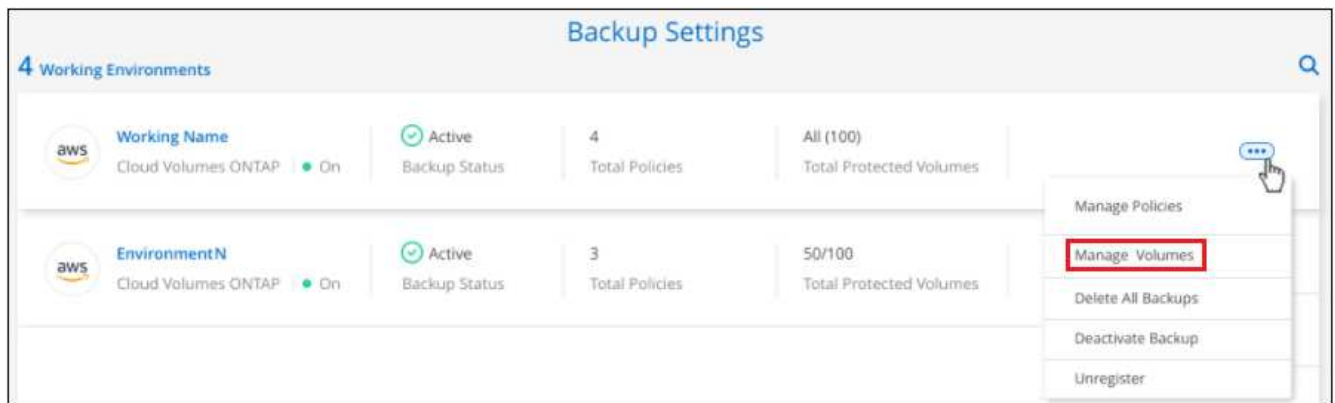 Backup Settings
4 Working Environments
aws
Working Name
Cloud Volumes ONTAP
On
Active
Backup Status
4
Total Policies
All (100)
Total Protected Volumes
Manage Policies
Manage Volumes
Delete All Backups
Deactivate Backup
Unregister
aws
EnvironmentN
Cloud Volumes ONTAP
On
Active
Backup Status
3
Total Policies
50/100
Total Protected Volumes